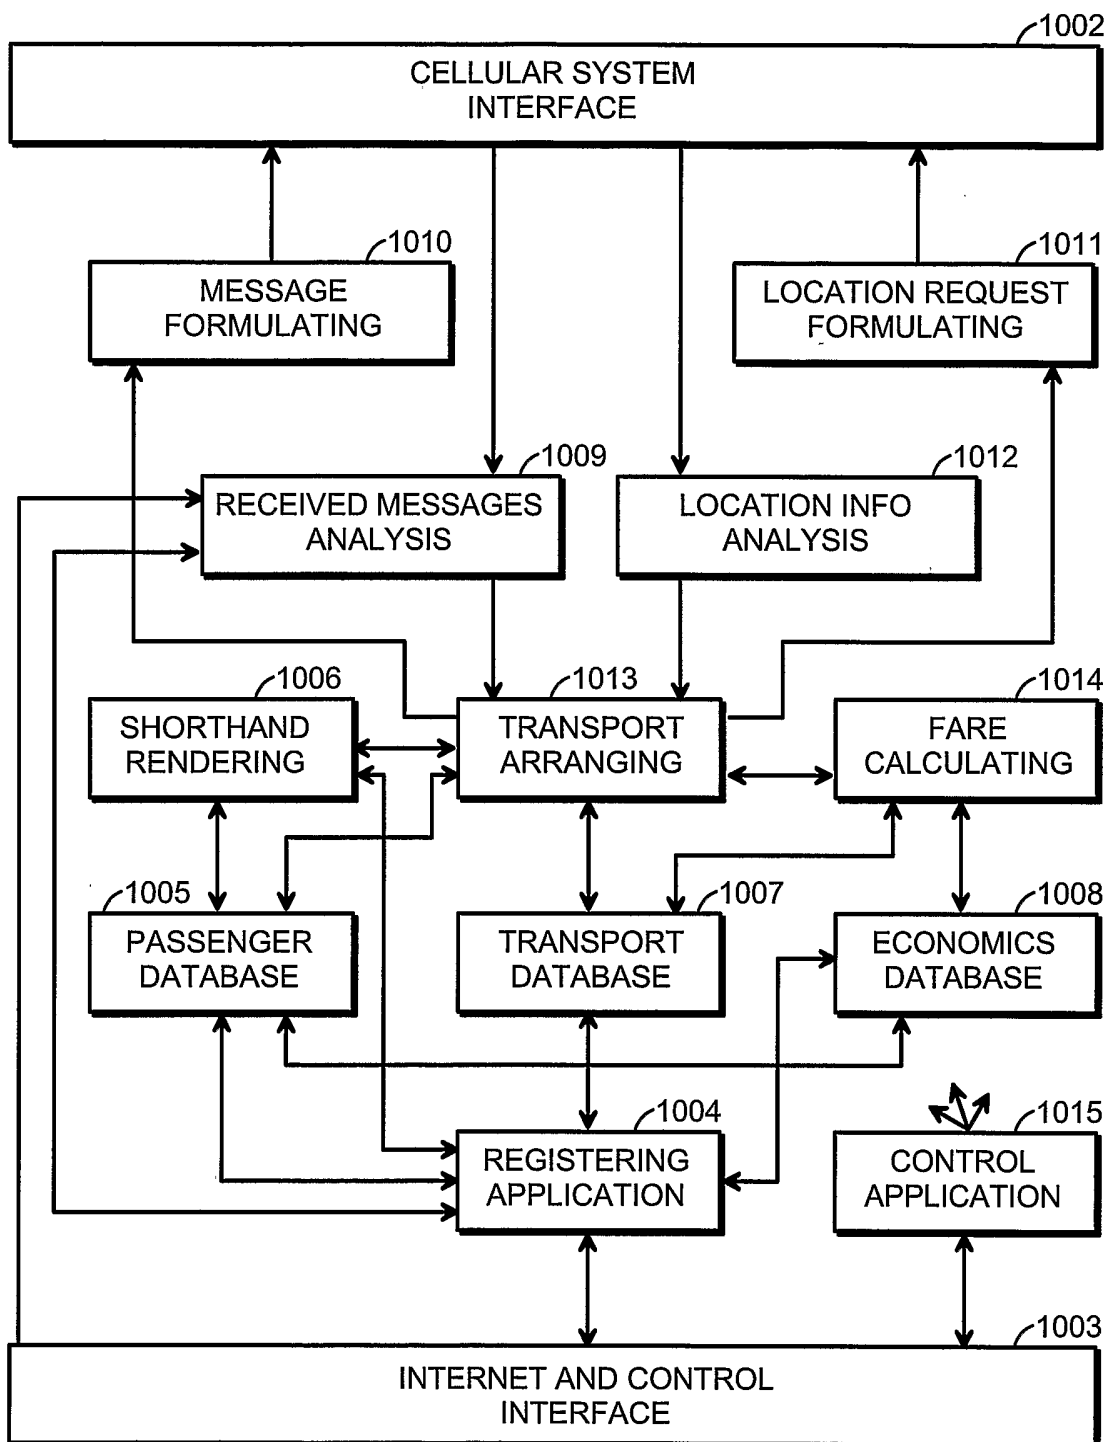 1002
CELLULAR SYSTEM
INTERFACE
1010
MESSAGE
FORMULATING
1011
LOCATION REQUEST
FORMULATING
1009
RECEIVED MESSAGES
ANALYSIS
1012
LOCATION INFO
ANALYSIS
1006
SHORTHAND
RENDERING
1013
TRANSPORT
ARRANGING
1014
FARE
CALCULATING
1005
PASSENGER
DATABASE
1007
TRANSPORT
DATABASE
1008
ECONOMICS
DATABASE
1004
REGISTERING
APPLICATION
1015
CONTROL
APPLICATION
1003
INTERNET AND CONTROL
INTERFACE